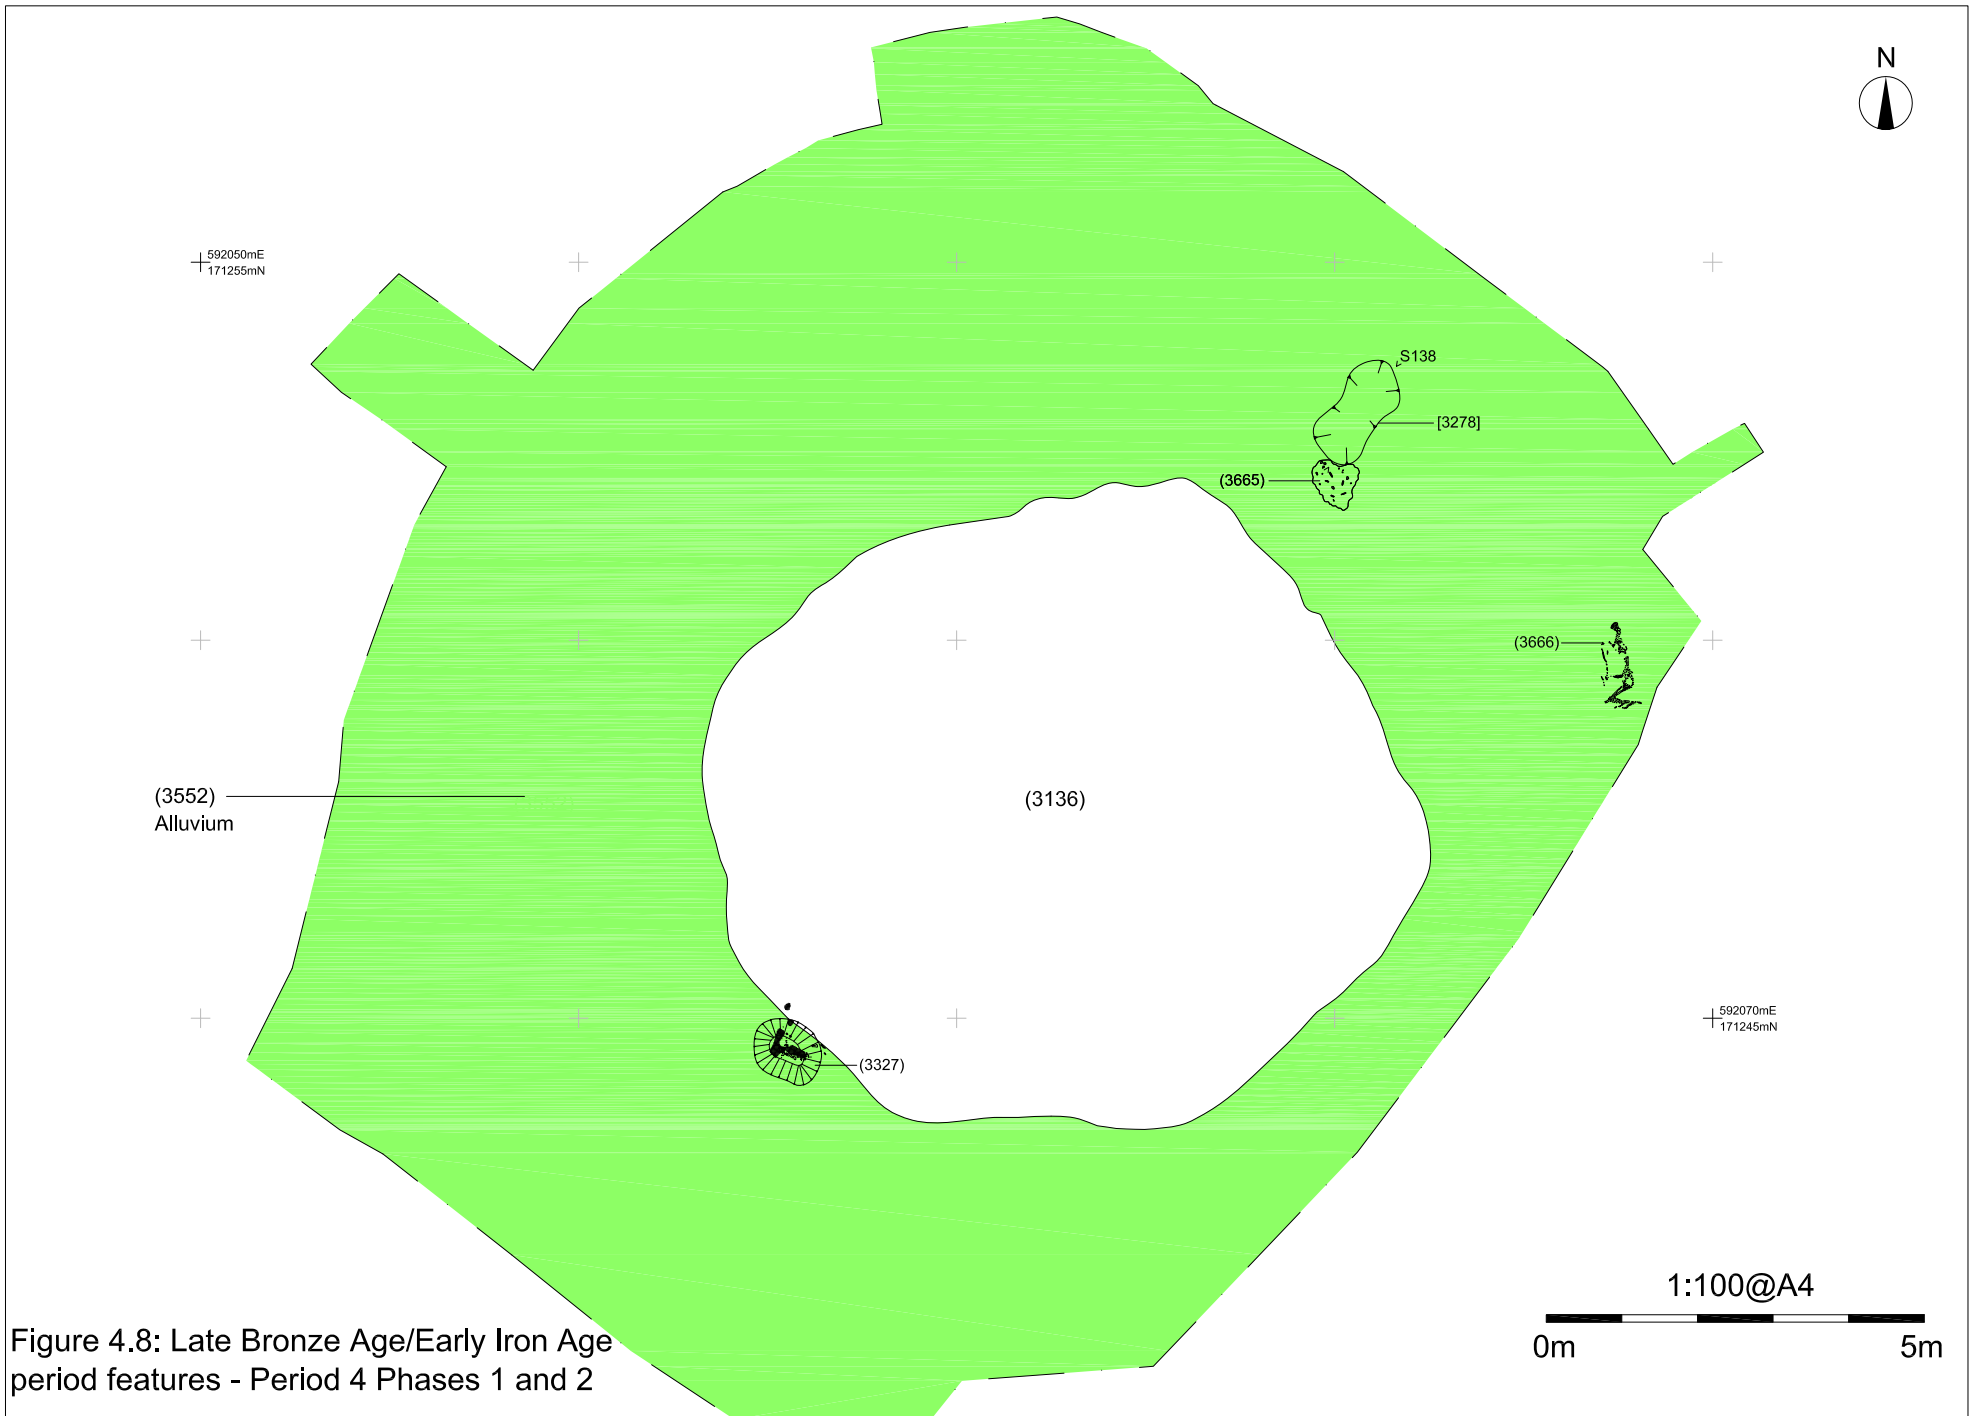 N
592050mE
171255mN
S138
[3278]
(3665)
(3666)
(3552)
Alluvium
(3136)
592070mE
171245mN
(3327)
1:100@A4
0m 5m
Figure 4.8: Late Bronze Age/Early Iron Age
period features - Period 4 Phases 1 and 2